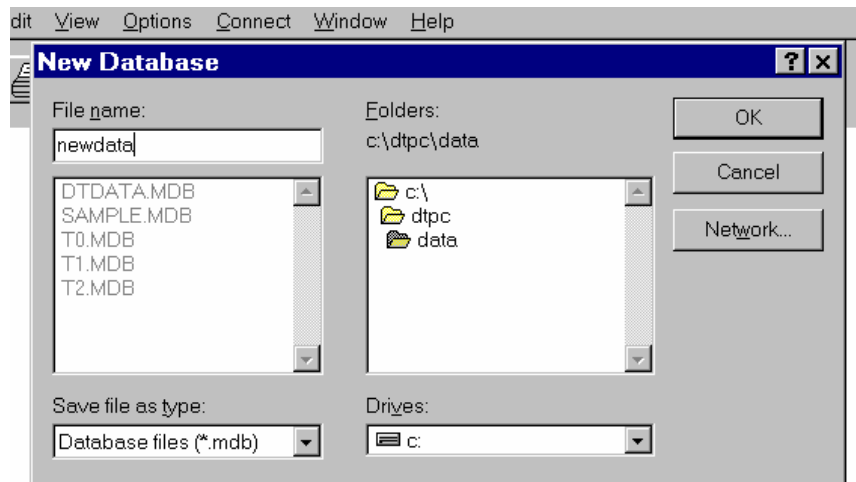 dit View Options Connect Window Help
New Database
File name:
newdata
DTDATA.MDB
SAMPLE.MDB
T0.MDB
T1.MDB
T2.MDB
Save file as type:
Database files (*.mdb)
Folders:
c:\dtpc\data
c:\
dtpc
data
Drives:
c:
OK
Cancel
Network...